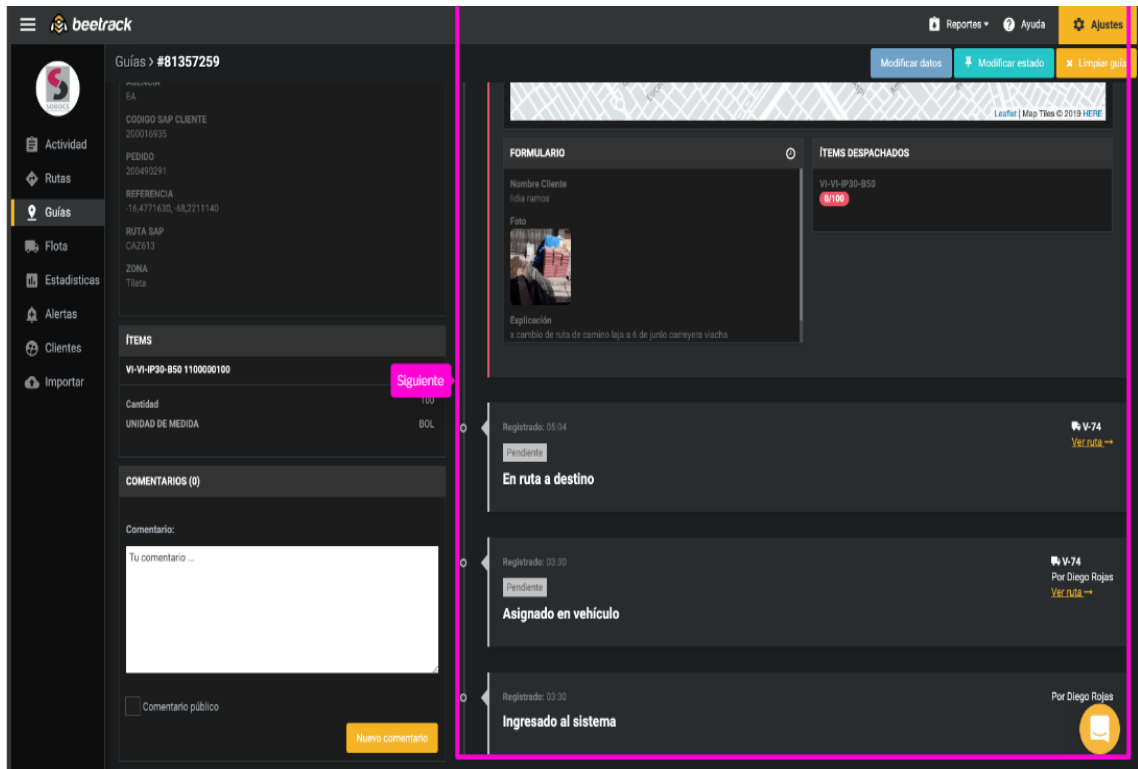 beetrack
Reportes
Ayuda
Ajustes
Guías > #81357259
Modificar datos
Modificar estado
Limpiar guía
SOBOCE
Actividad
Rutas
Guías
Flota
Estadísticas
Alertas
Clientes
Importar
AGENCIA
EA
CODIGO SAP CLIENTE
200016935
PEDIDO
200490291
REFERENCIA
-16,4771630, -68,2211140
RUTA SAP
CAZ613
ZONA
Tilata
ÍTEMS
VI-VI-IP30-B50 1100000100
Cantidad 100
UNIDAD DE MEDIDA BOL
COMENTARIOS (0)
Comentario:
Tu comentario ...
Comentario público
Nuevo comentario
Siguiente
Leaflet | Map Tiles © 2019 HERE
FORMULARIO
Nombre Cliente
lidia ramos
Foto
Explicación
x cambio de ruta de camino laja a 6 de junio carreyera viacha
ÍTEMS DESPACHADOS
VI-VI-IP30-B50
0/100
Registrado: 05:04
V-74
Ver ruta
Pendiente
En ruta a destino
Registrado: 03:30
V-74
Por Diego Rojas
Ver ruta
Pendiente
Asignado en vehículo
Registrado: 03:30
Por Diego Rojas
Ingresado al sistema